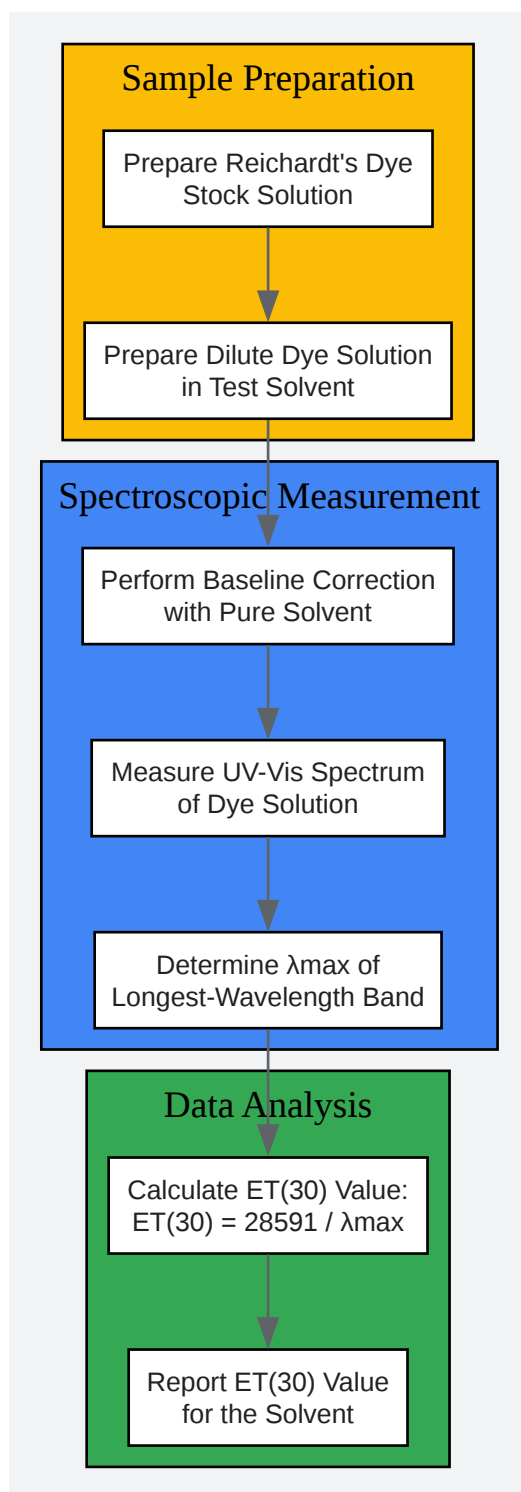 Sample Preparation
Prepare Reichardt's Dye
Stock Solution
Prepare Dilute Dye Solution
in Test Solvent
Spectroscopic Measurement
Perform Baseline Correction
with Pure Solvent
Measure UV-Vis Spectrum
of Dye Solution
Determine λmax of
Longest-Wavelength Band
Data Analysis
Calculate ET(30) Value:
ET(30) = 28591 / λmax
Report ET(30) Value
for the Solvent